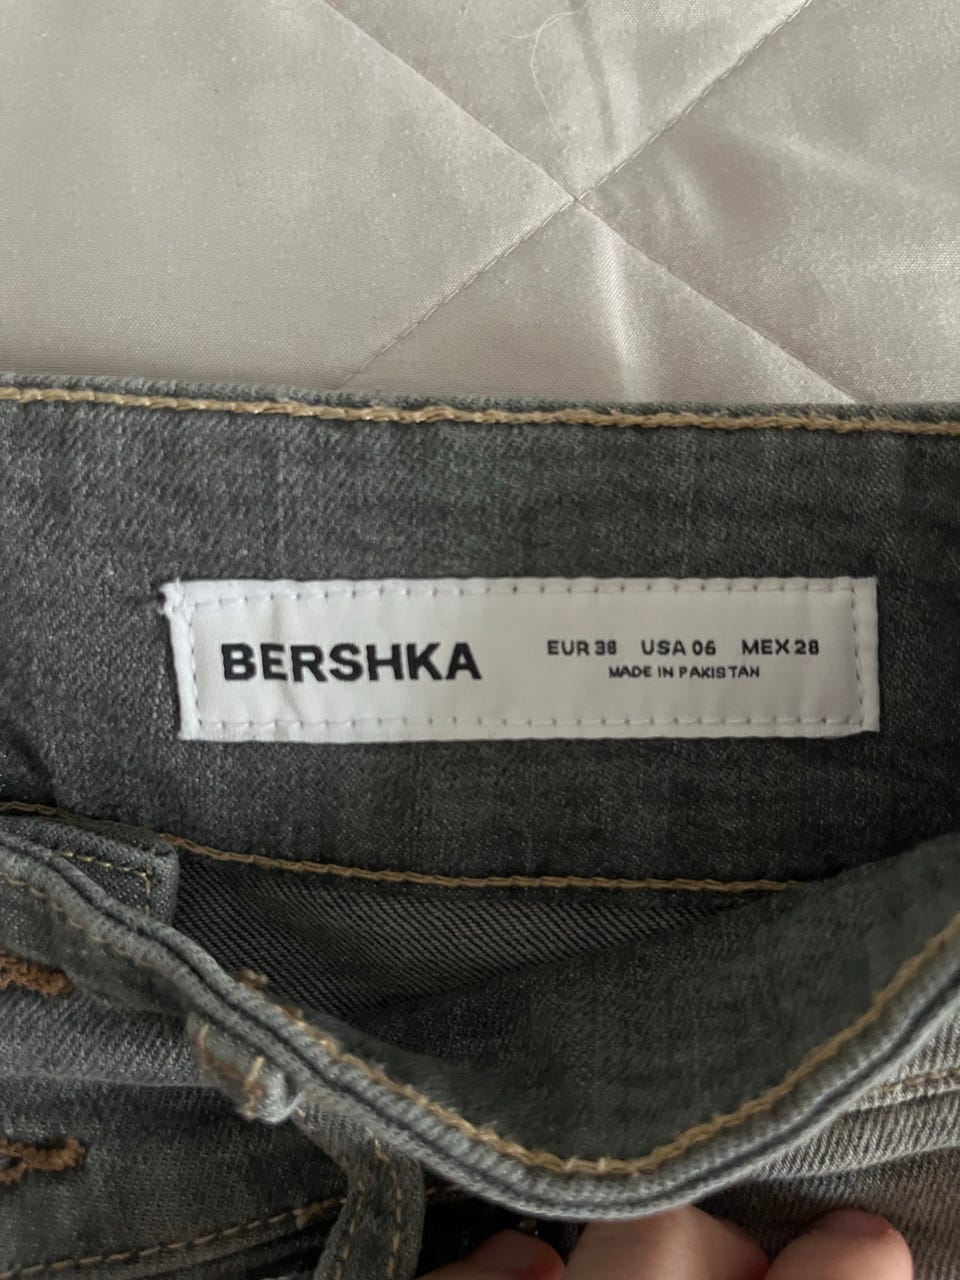 BERSHKA
EUR 38 USA 06 MEX 28
MADE IN PAKISTAN